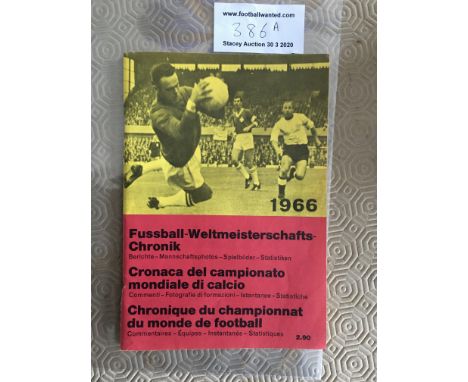 www.footballwanted.com
386A
Stacey Auction 30 3 2020
1966
Fussball-Weltmeisterschafts-
Chronik
Berichte – Mannschaftsphotos – Spielbilder – Statistiken
Cronaca del campionato
mondiale di calcio
Commenti – Fotografie di formazioni – Istantanee – Statistiche
Chronique du championnat
du monde de football
Commentaires – Équipes – Instantanés – Statistiques
2.90